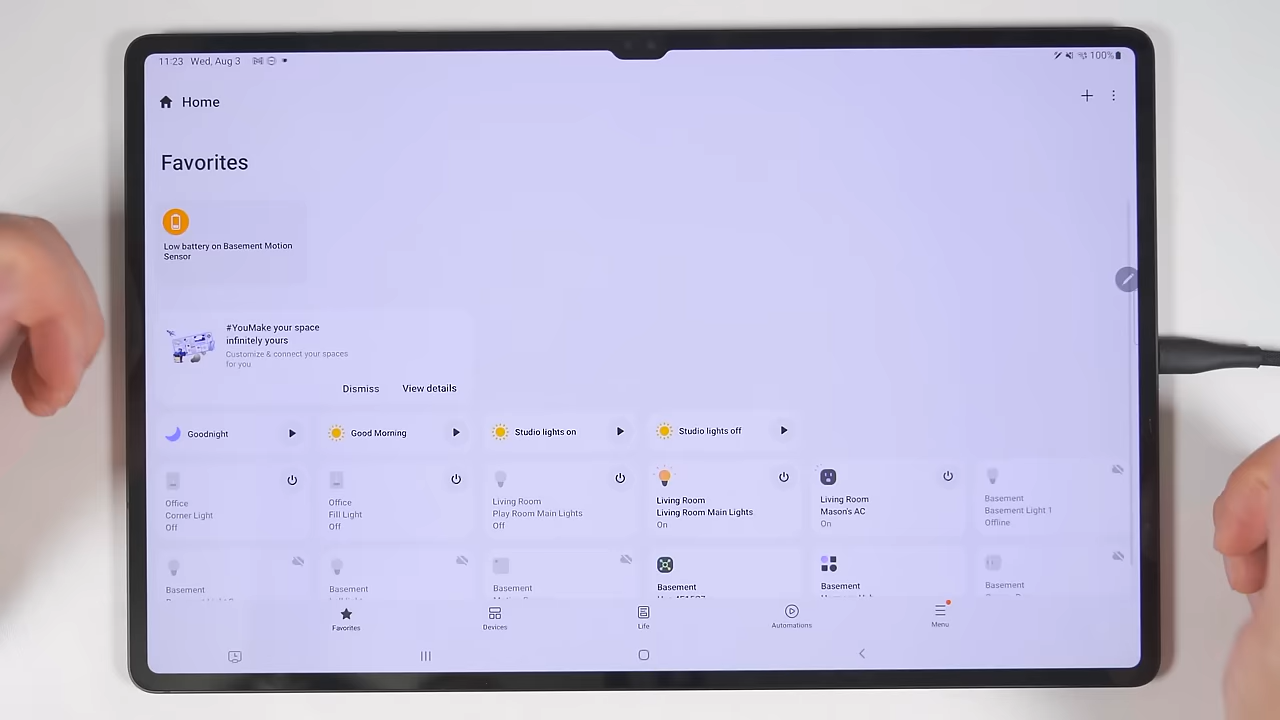 11:23 Wed, Aug 3
100%
Home
Favorites
Low battery on Basement Motion
Sensor
#YouMake your space
infinitely yours
Customize & connect your spaces
for you
Dismiss View details
Goodnight
Good Morning
Studio lights on
Studio lights off
Office
Corner Light
Off
Office
Fill Light
Off
Living Room
Play Room Main Lights
Off
Living Room
Living Room Main Lights
On
Living Room
Mason's AC
On
Basement
Basement Light 1
Offline
Basement
Basement
Basement
Basement
Basement
Basement
Favorites
Devices
Life
Automations
Menu